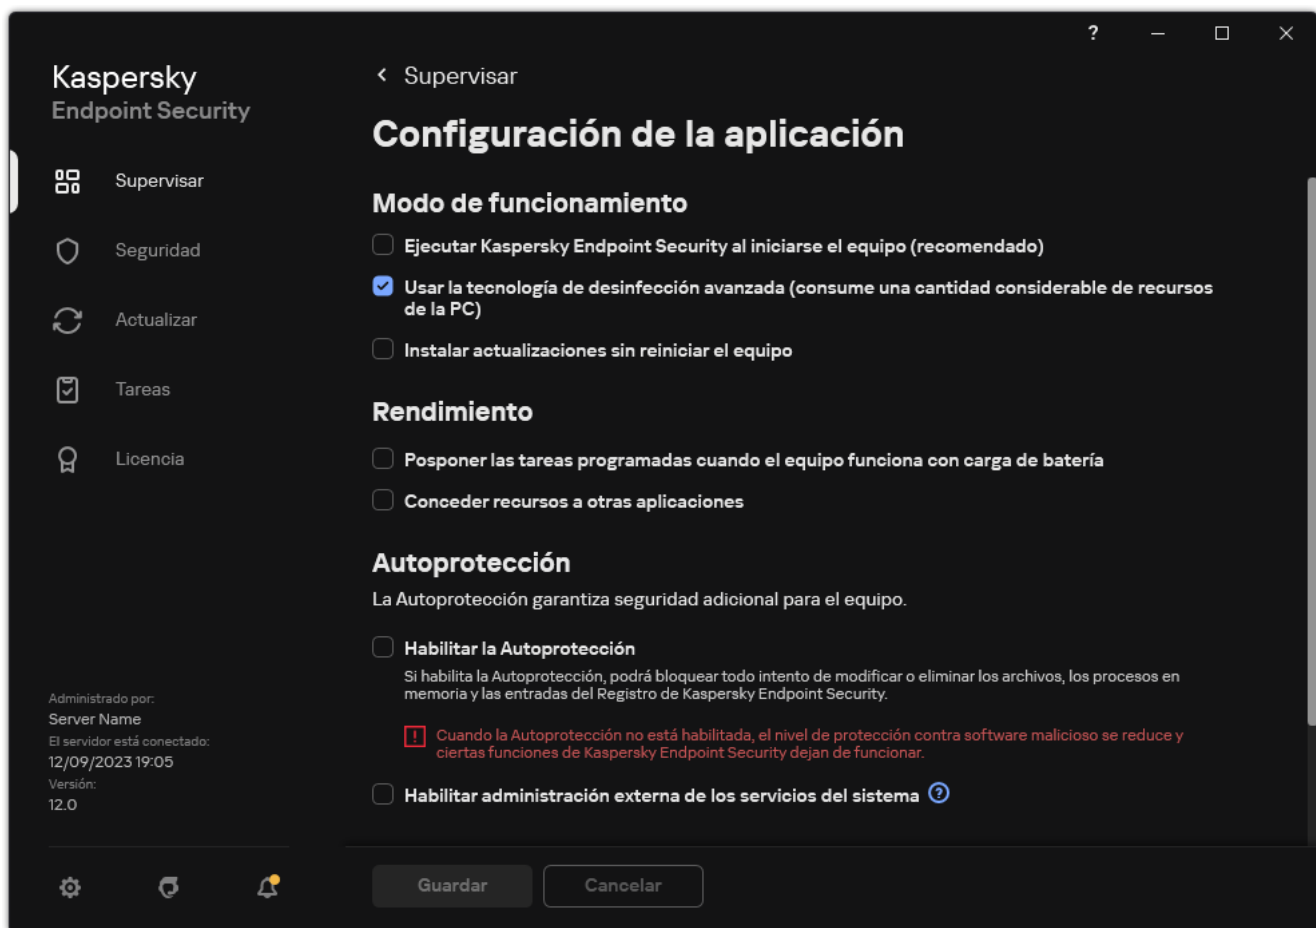 ?
Kaspersky
Endpoint Security
Supervisar
Seguridad
Actualizar
Tareas
Licencia
Administrado por:
Server Name
El servidor está conectado:
12/09/2023 19:05
Versión:
12.0
Supervisar
Configuración de la aplicación
Modo de funcionamiento
Ejecutar Kaspersky Endpoint Security al iniciarse el equipo (recomendado)
Usar la tecnología de desinfección avanzada (consume una cantidad considerable de recursos
de la PC)
Instalar actualizaciones sin reiniciar el equipo
Rendimiento
Posponer las tareas programadas cuando el equipo funciona con carga de batería
Conceder recursos a otras aplicaciones
Autoprotección
La Autoprotección garantiza seguridad adicional para el equipo.
Habilitar la Autoprotección
Si habilita la Autoprotección, podrá bloquear todo intento de modificar o eliminar los archivos, los procesos en
memoria y las entradas del Registro de Kaspersky Endpoint Security.
Cuando la Autoprotección no está habilitada, el nivel de protección contra software malicioso se reduce y
ciertas funciones de Kaspersky Endpoint Security dejan de funcionar.
Habilitar administración externa de los servicios del sistema ?
Guardar
Cancelar